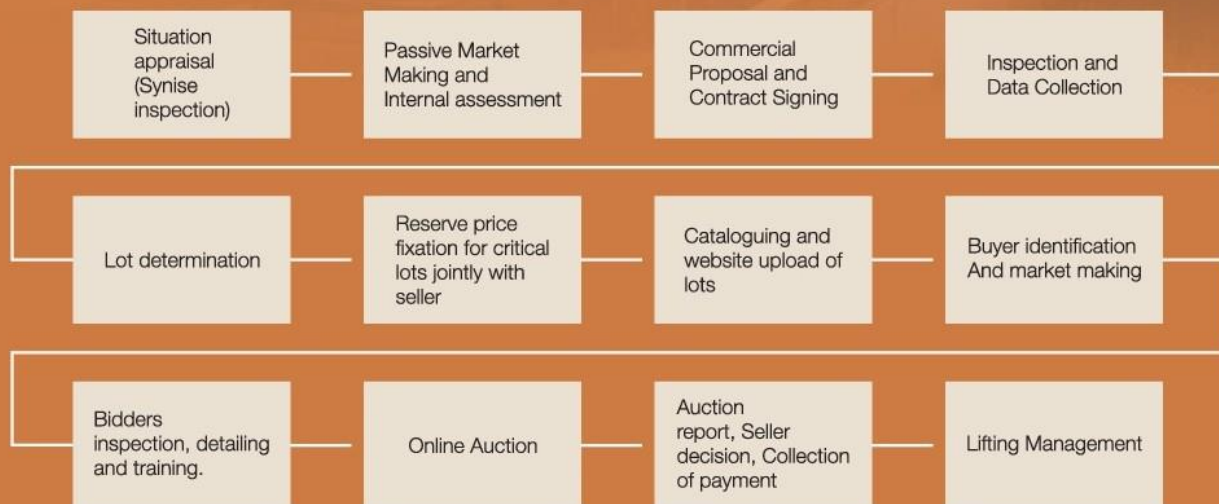 Situation
appraisal
(Synise
inspection)
Passive Market
Making and
Internal assessment
Commercial
Proposal and
Contract Signing
Inspection and
Data Collection
Lot determination
Reserve price
fixation for critical
lots jointly with
seller
Cataloguing and
website upload of
lots
Buyer identification
And market making
Bidders
inspection, detailing
and training.
Online Auction
Auction
report, Seller
decision, Collection
of payment
Lifting Management